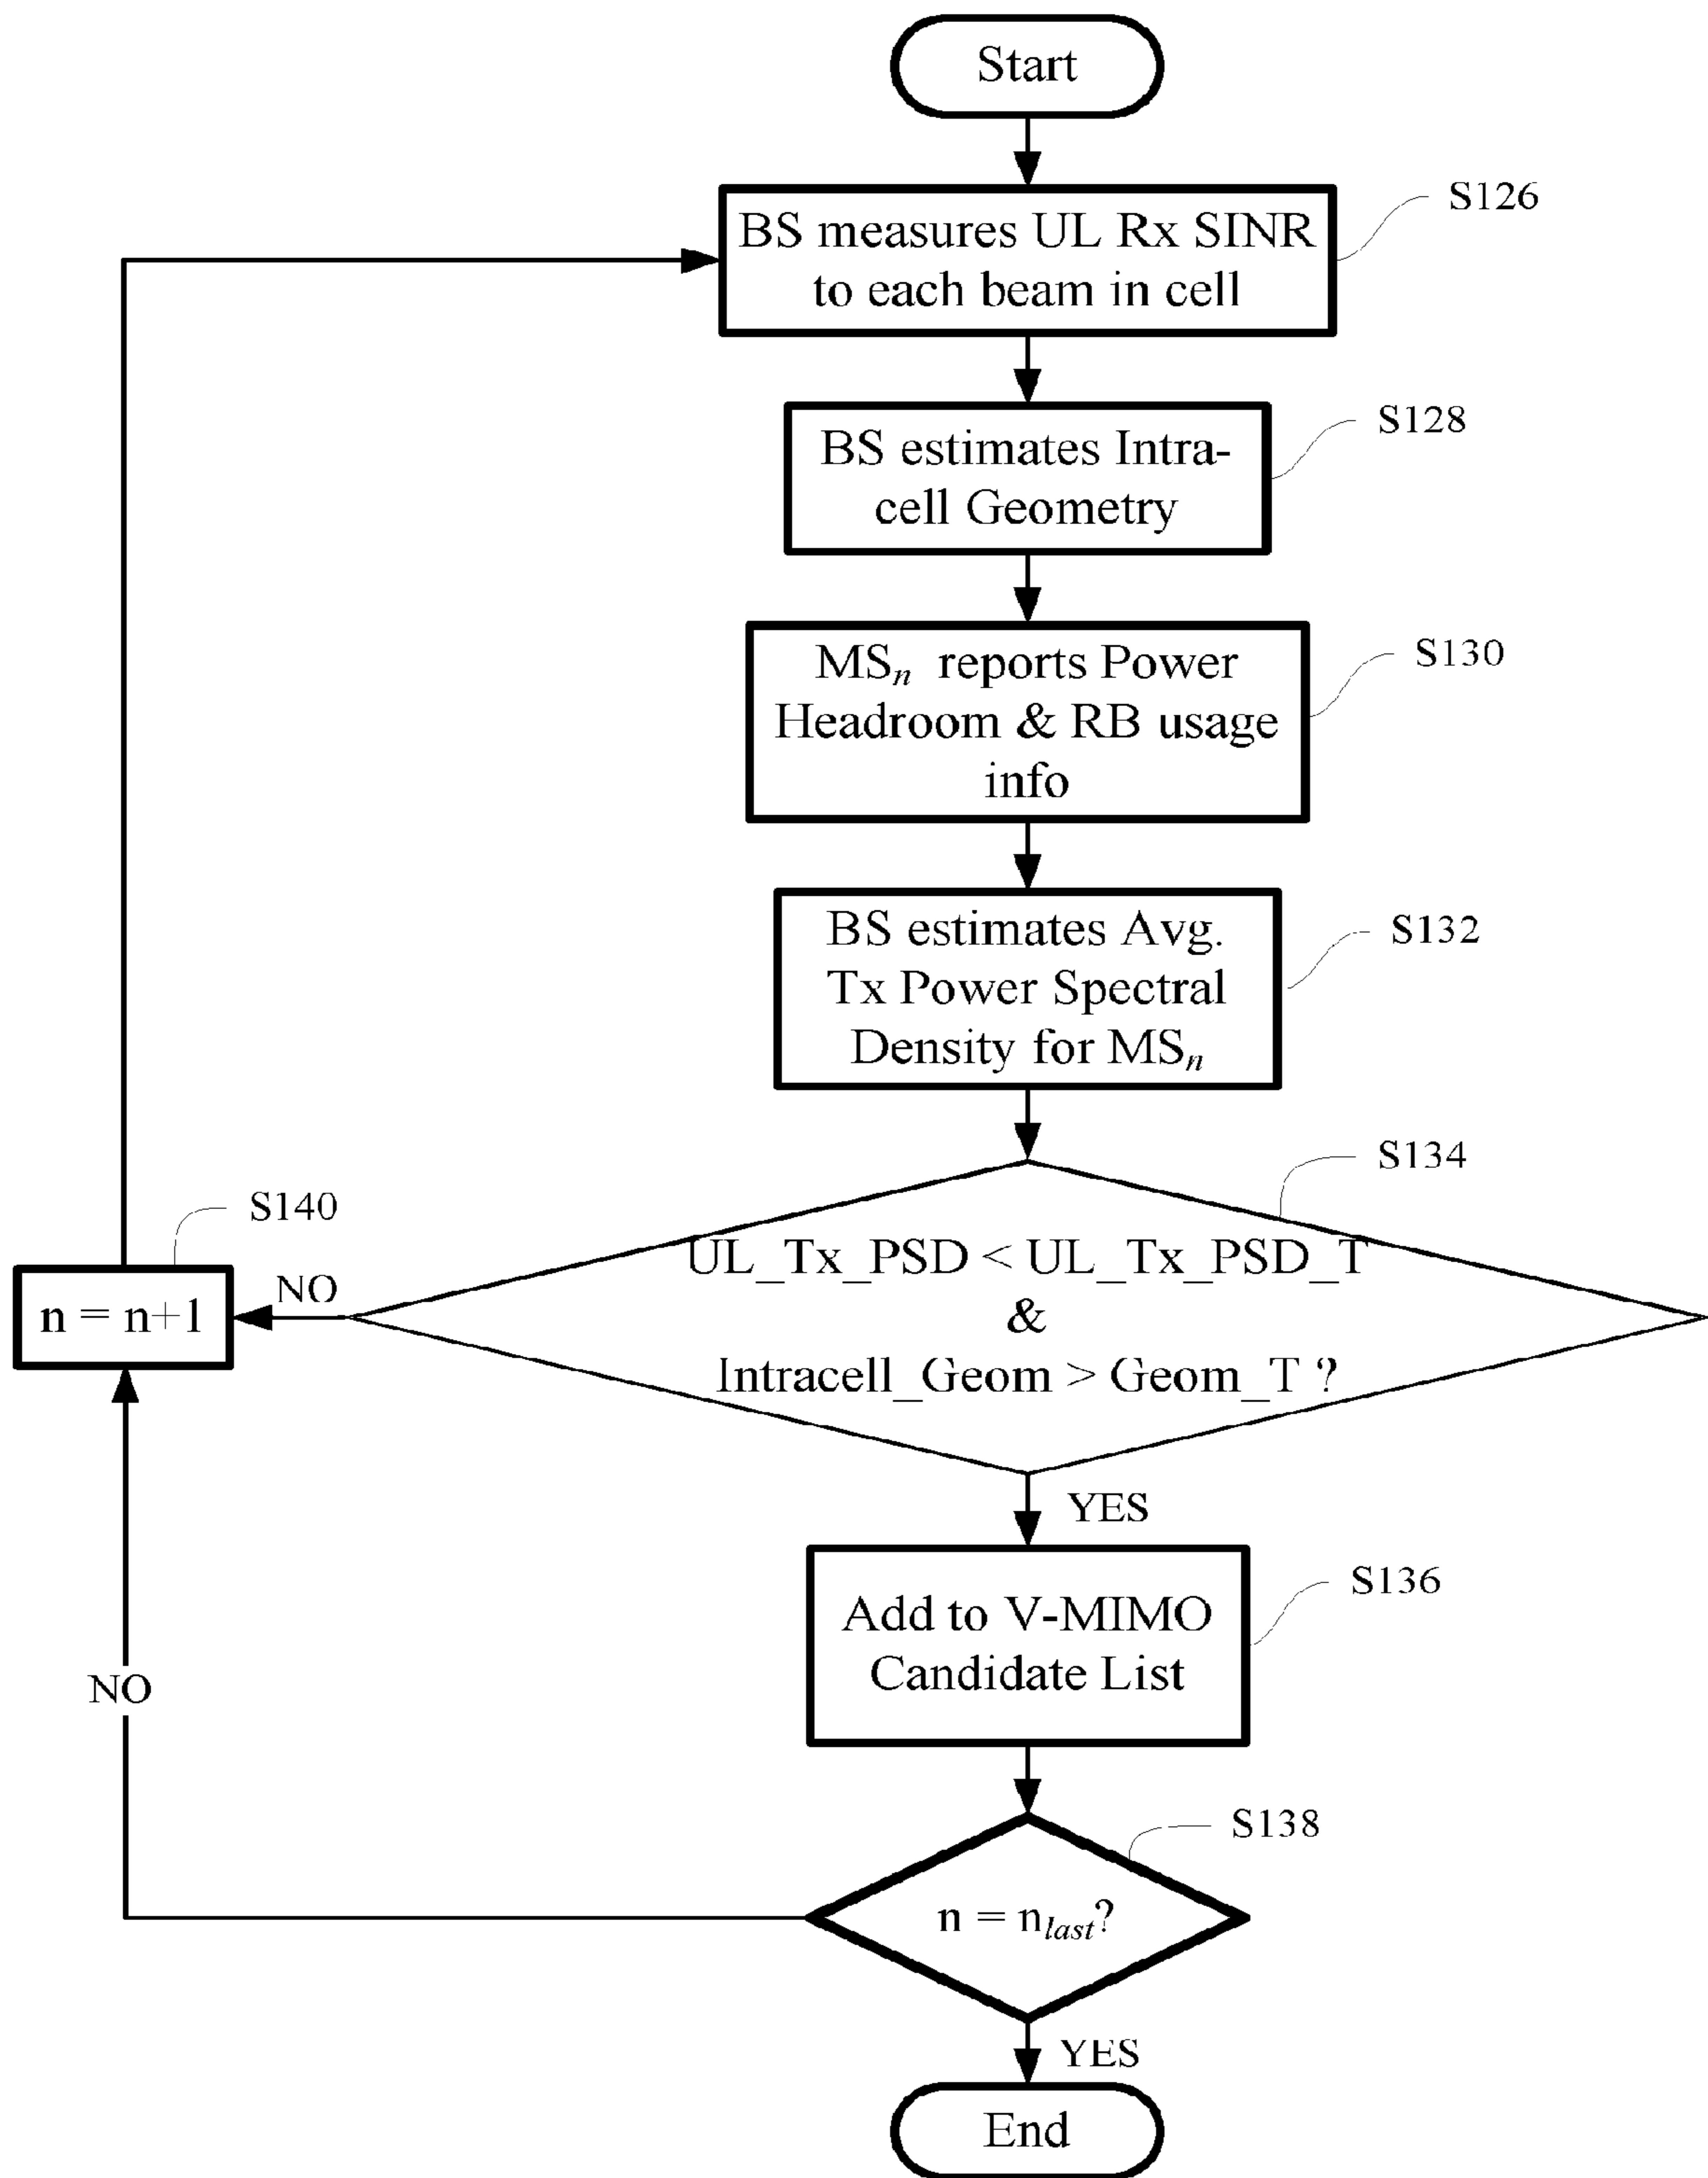 Start
BS measures UL Rx SINR
to each beam in cell
S126
BS estimates Intra-
cell Geometry
S128
MSn reports Power
Headroom & RB usage
info
S130
BS estimates Avg.
Tx Power Spectral
Density for MSn
S132
UL_Tx_PSD < UL_Tx_PSD_T
&
Intracell_Geom > Geom_T ?
S134
NO
n = n+1
S140
YES
Add to V-MIMO
Candidate List
S136
n = nlast?
S138
NO
YES
End